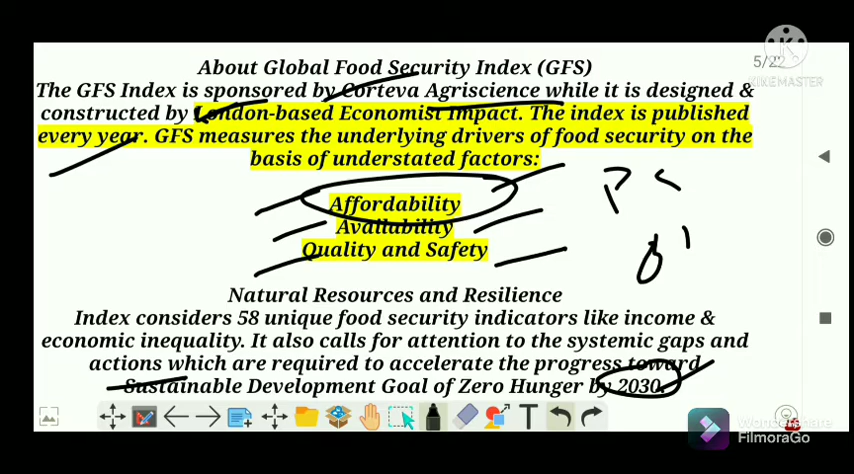 About Global Food Security Index (GFS)
5/22
KINEMASTER
The GFS Index is sponsored by Corteva Agriscience while it is designed &
constructed by London-based Economist Impact. The index is published
every year. GFS measures the underlying drivers of food security on the
basis of understated factors:
Affordability
Availability
Quality and Safety
Natural Resources and Resilience
Index considers 58 unique food security indicators like income &
economic inequality. It also calls for attention to the systemic gaps and
actions which are required to accelerate the progress toward
Sustainable Development Goal of Zero Hunger by 2030.
T
Wondershare
FilmoraGo